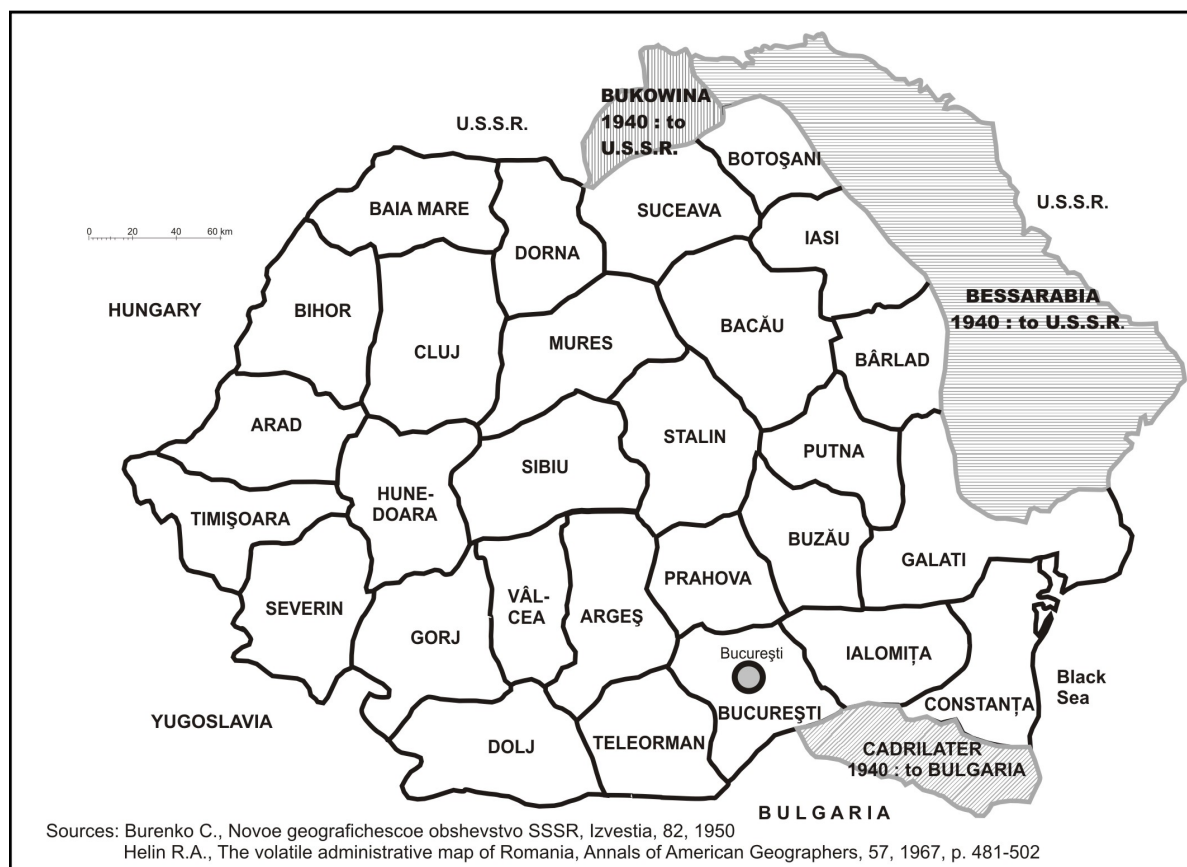 BUKOWINA
1940 : to
U.S.S.R.
U.S.S.R.
BOTOŞANI
BAIA MARE
SUCEAVA
U.S.S.R.
0 20 40 60 km
IASI
DORNA
HUNGARY
BIHOR
BESSARABIA
1940 : to U.S.S.R.
BACĂU
MURES
CLUJ
BÂRLAD
ARAD
STALIN
PUTNA
SIBIU
HUNE-
DOARA
TIMIŞOARA
BUZĂU
GALATI
PRAHOVA
VÂL-
CEA
SEVERIN
ARGEŞ
GORJ
Bucureşti
IALOMIȚA
Black
Sea
CONSTANȚA
BUCUREŞTI
YUGOSLAVIA
DOLJ
TELEORMAN
CADRILATER
1940 : to BULGARIA
BULGARIA
Sources: Burenko C., Novoe geografichescoe obshevstvo SSSR, Izvestia, 82, 1950
Helin R.A., The volatile administrative map of Romania, Annals of American Geographers, 57, 1967, p. 481-502